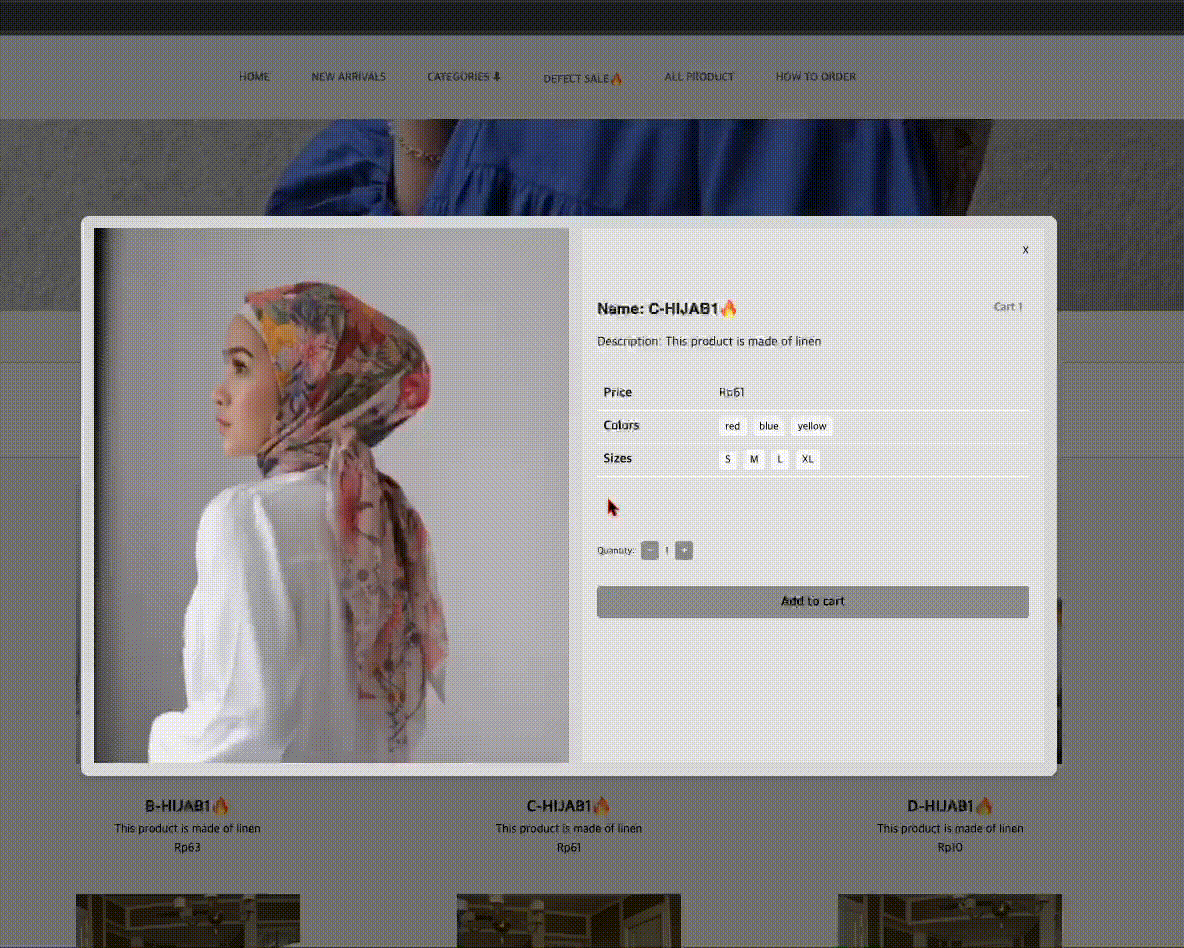 HOME NEW ARRIVALS CATEGORIES ⬇ DEFECT SALE🔥 ALL PRODUCT HOW TO ORDER
X
Name: C-HIJAB1🔥 Cart 1
Description: This product is made of linen
Price Rp61
Colors red blue yellow
Sizes S M L XL
Quantity: - 1 +
Add to cart
B-HIJAB1🔥 C-HIJAB1🔥 D-HIJAB1🔥
This product is made of linen This product is made of linen This product is made of linen
Rp63 Rp61 Rp10